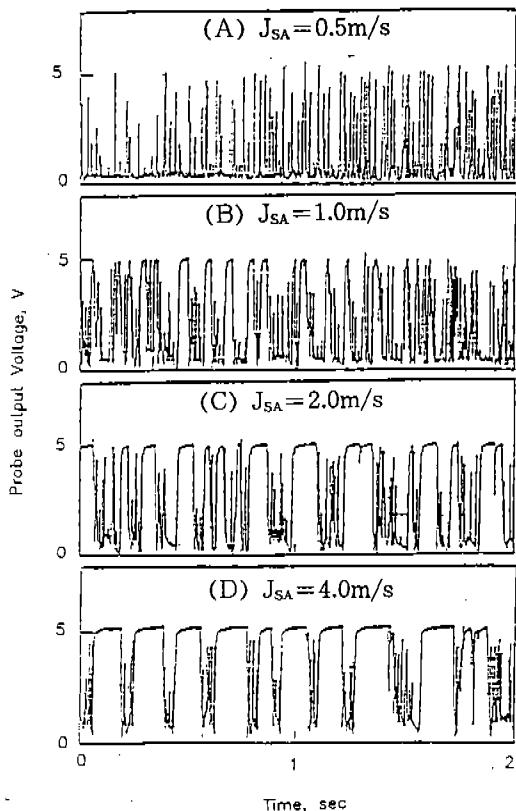 (A) J_SA=0.5m/s
5
0
(B) J_SA=1.0m/s
5
0
(C) J_SA=2.0m/s
5
0
(D) J_SA=4.0m/s
5
0
0 1 2
Time, sec
Probe output Voltage, V